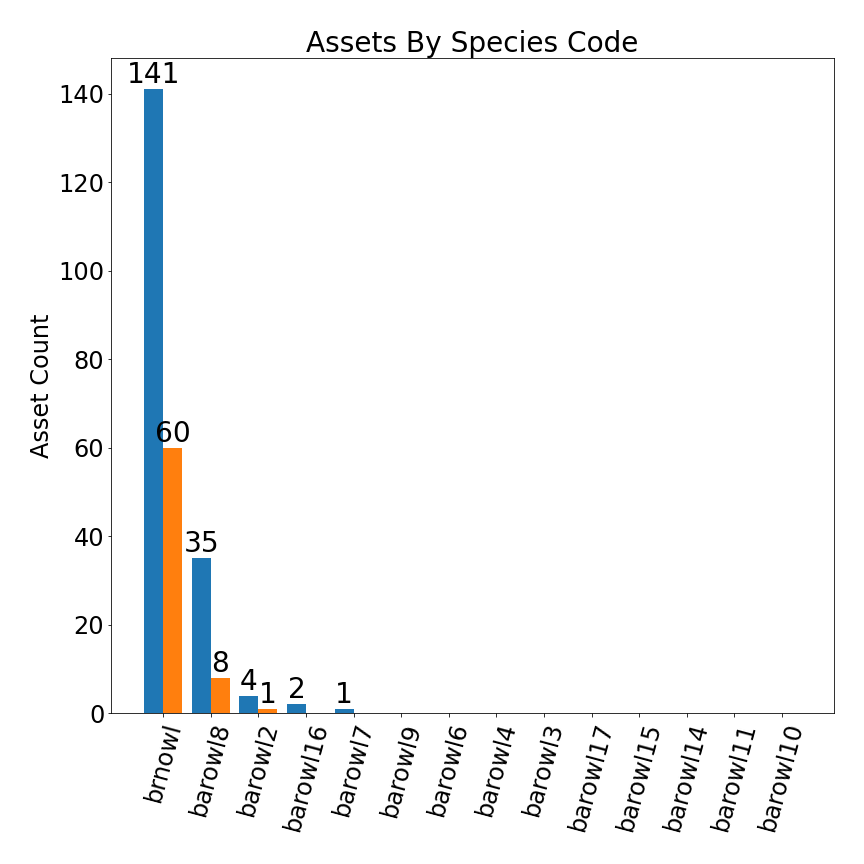 Assets By Species Code
Asset Count
140
120
100
80
60
40
20
0
141
60
35
8
4
1
2
1
brnowl
barowl8
barowl2
barowl16
barowl7
barowl9
barowl6
barowl4
barowl3
barowl17
barowl15
barowl14
barowl11
barowl10